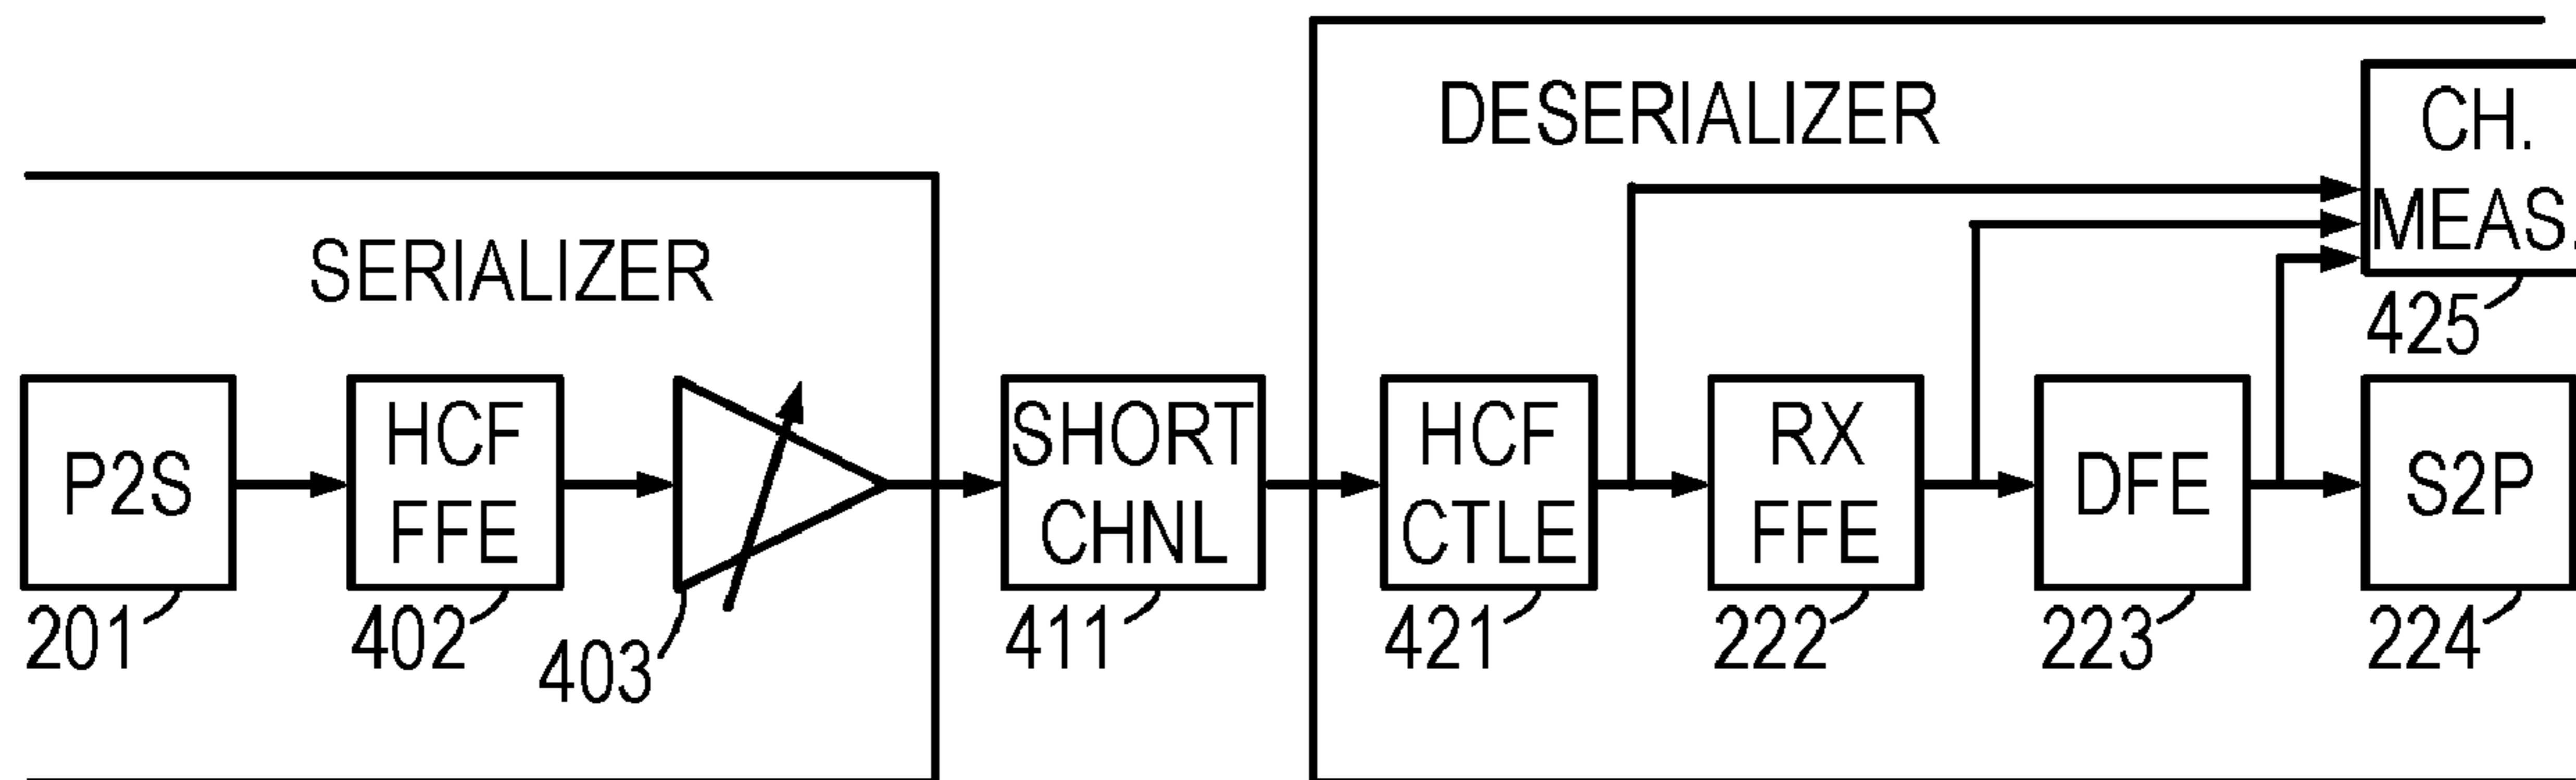 DESERIALIZER
CH.
MEAS.
425
SERIALIZER
P2S
201
HCF
FFE
402
403
SHORT
CHNL
411
HCF
CTLE
421
RX
FFE
222
DFE
223
S2P
224